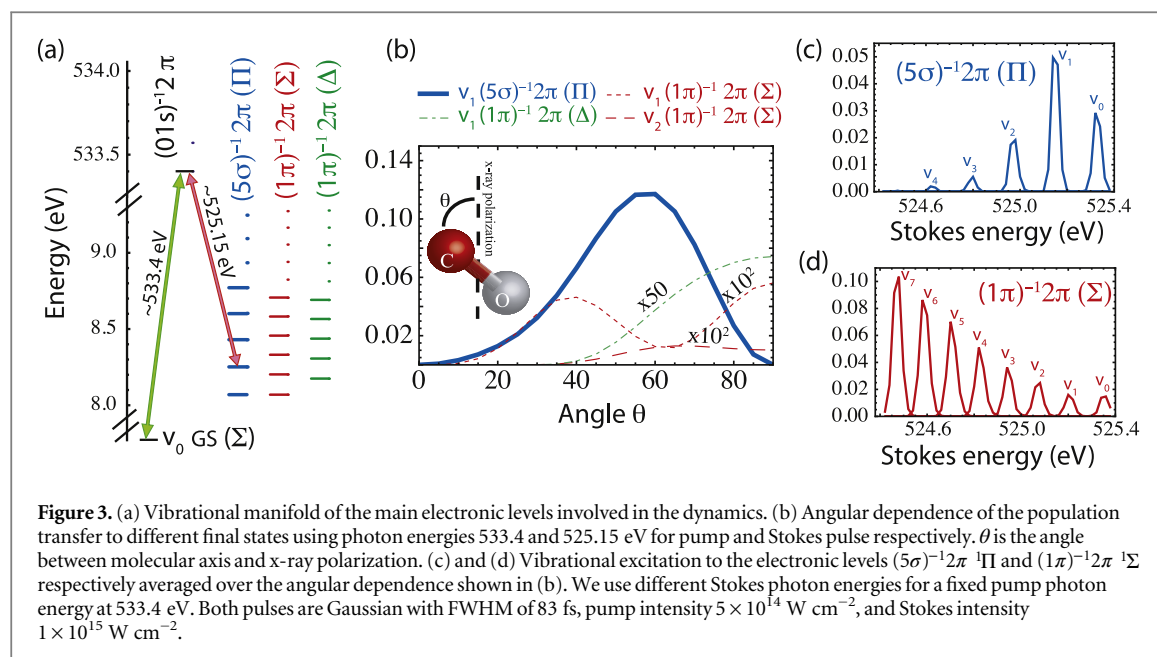 (a)
534.0
533.5
9.0
8.5
8.0
Energy (eV)
(01s)⁻¹ 2 π
(5σ)⁻¹2π (Π)
(1π)⁻¹ 2π (Σ)
(1π)⁻¹ 2π (Δ)
~533.4 eV
~525.15 eV
v₀ GS (Σ)
(b)
v₁ (5σ)⁻¹2π (Π)
v₁ (1π)⁻¹ 2π (Σ)
v₁ (1π)⁻¹ 2π (Δ)
v₂ (1π)⁻¹ 2π (Σ)
0.14
0.10
0.06
0.02
θ
x-ray polarization
C
O
x50
x10²
x10²
0 20 40 60 80
Angle θ
(c)
0.05
0.04
0.03
0.02
0.01
0.00
(5σ)⁻¹2π (Π)
v₁
v₀
v₂
v₃
v₄
524.6 525.0 525.4
Stokes energy (eV)
(d)
0.10
0.08
0.06
0.04
0.02
0.00
(1π)⁻¹2π (Σ)
v₇
v₆
v₅
v₄
v₃
v₂
v₁
v₀
524.6 525.0 525.4
Stokes energy (eV)
Figure 3. (a) Vibrational manifold of the main electronic levels involved in the dynamics. (b) Angular dependence of the population
transfer to different final states using photon energies 533.4 and 525.15 eV for pump and Stokes pulse respectively. θ is the angle
between molecular axis and x-ray polarization. (c) and (d) Vibrational excitation to the electronic levels (5σ)⁻¹2π ¹Π and (1π)⁻¹2π ¹Σ
respectively averaged over the angular dependence shown in (b). We use different Stokes photon energies for a fixed pump photon
energy at 533.4 eV. Both pulses are Gaussian with FWHM of 83 fs, pump intensity 5 × 10¹⁴ W cm⁻², and Stokes intensity
1 × 10¹⁵ W cm⁻².